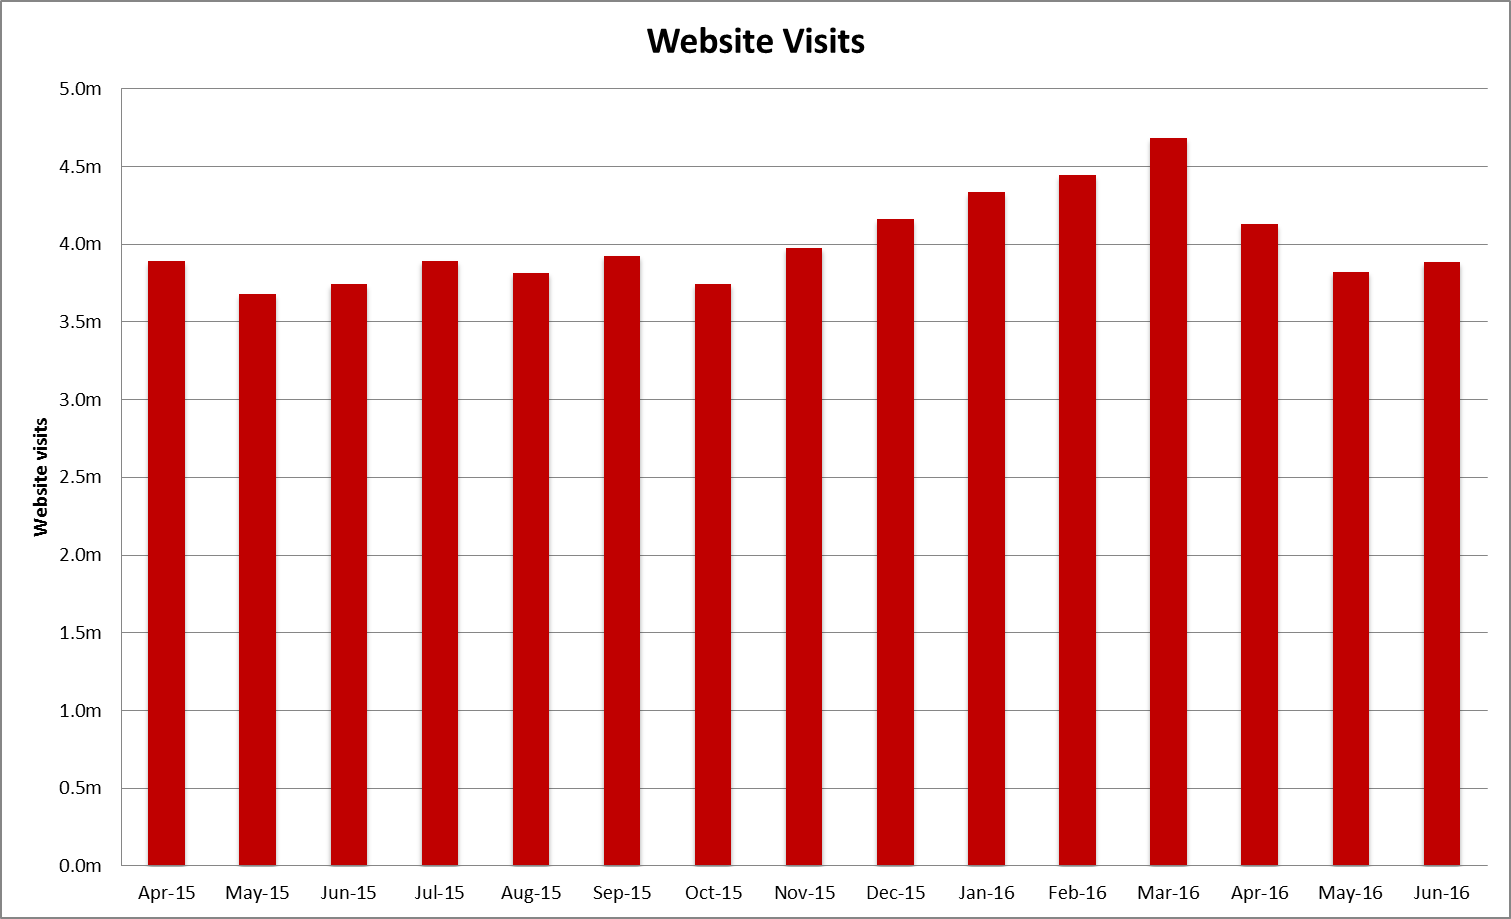 Website Visits
5.0m
4.5m
4.0m
3.5m
3.0m
2.5m
2.0m
1.5m
1.0m
0.5m
0.0m
Website visits
Apr-15 May-15 Jun-15 Jul-15 Aug-15 Sep-15 Oct-15 Nov-15 Dec-15 Jan-16 Feb-16 Mar-16 Apr-16 May-16 Jun-16